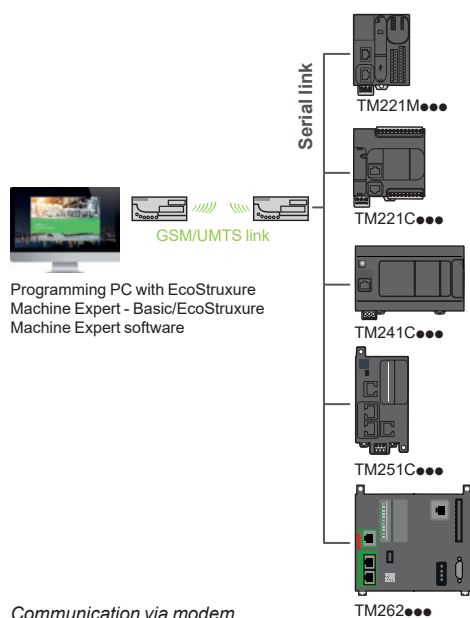 Serial link
TM221M●●●
TM221C●●●
GSM/UMTS link
Programming PC with EcoStruxure
Machine Expert - Basic/EcoStruxure
Machine Expert software
TM241C●●●
TM251C●●●
TM262●●●
Communication via modem